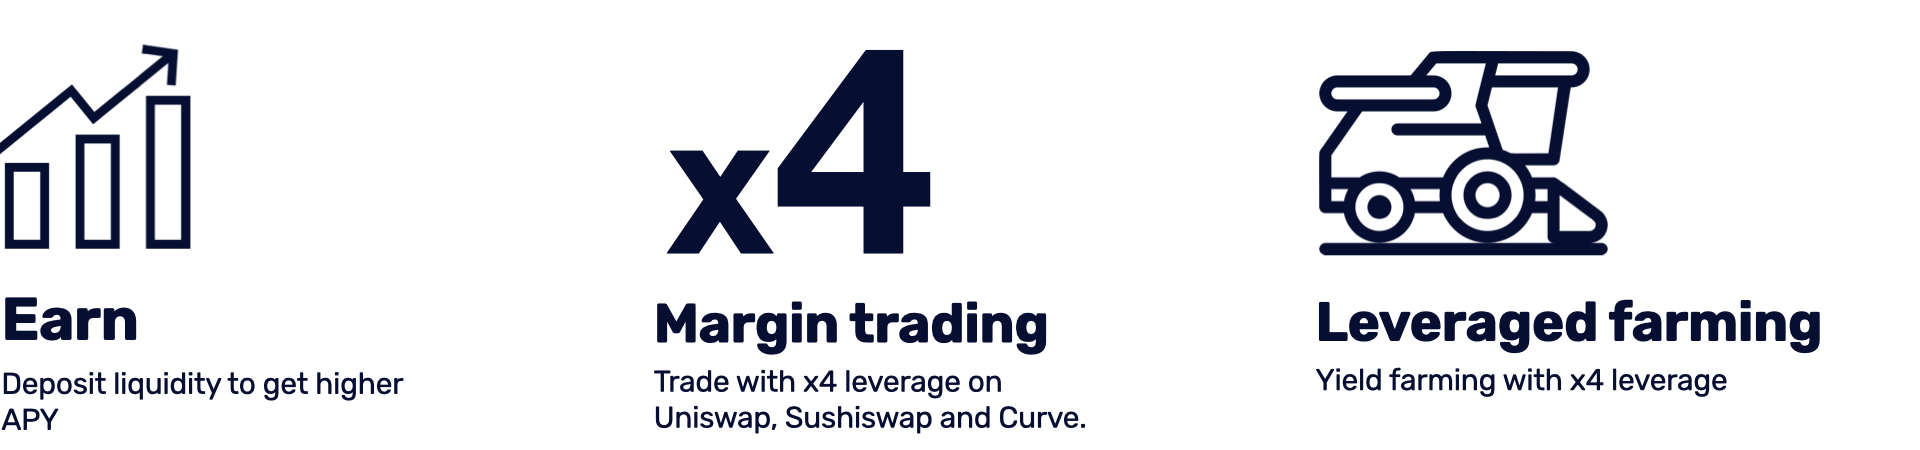 x4
Earn
Deposit liquidity to get higher
APY
Margin trading
Trade with x4 leverage on
Uniswap, Sushiswap and Curve.
Leveraged farming
Yield farming with x4 leverage